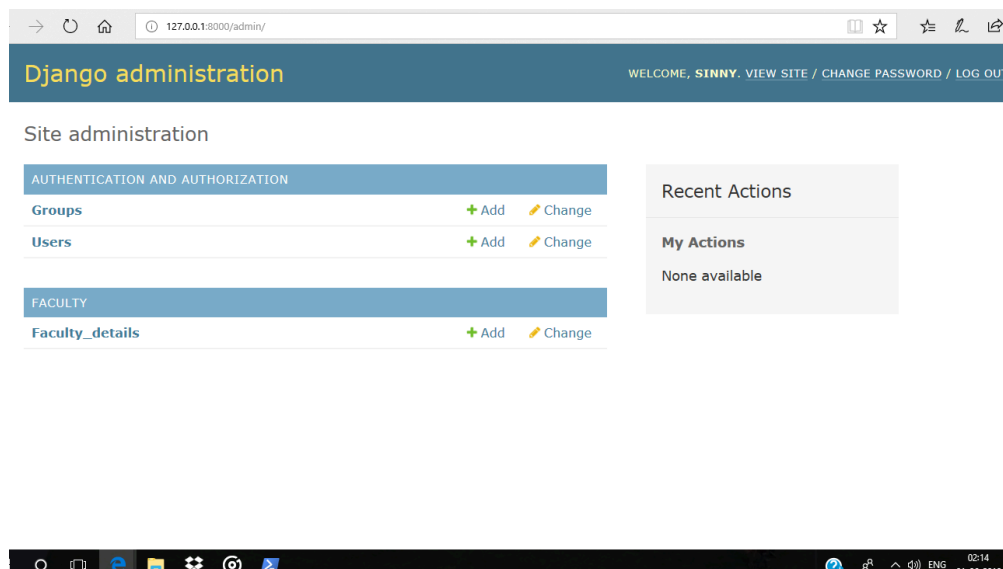 127.0.0.1:8000/admin/
Django administration
WELCOME, SINNY. VIEW SITE / CHANGE PASSWORD / LOG OUT
Site administration
AUTHENTICATION AND AUTHORIZATION
Groups + Add Change
Users + Add Change
FACULTY
Faculty_details + Add Change
Recent Actions
My Actions
None available
ENG
02:14